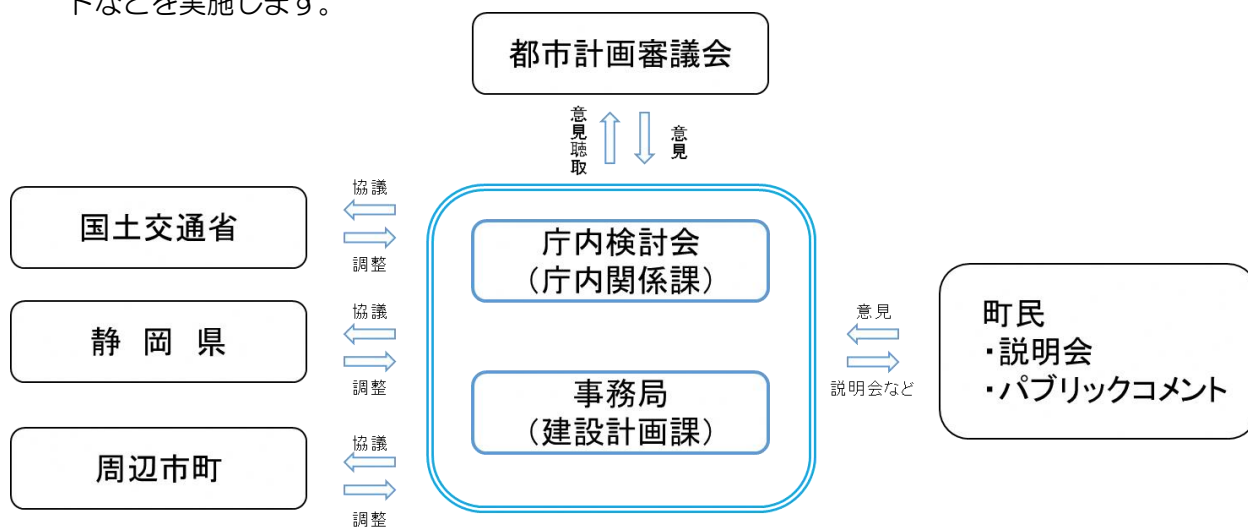 トなどを実施します。
都市計画審議会
意見聴取
意見
国土交通省
協議
調整
静岡県
協議
調整
周辺市町
協議
調整
庁内検討会
（庁内関係課）
事務局
（建設計画課）
意見
説明会など
町民
・説明会
・パブリックコメント